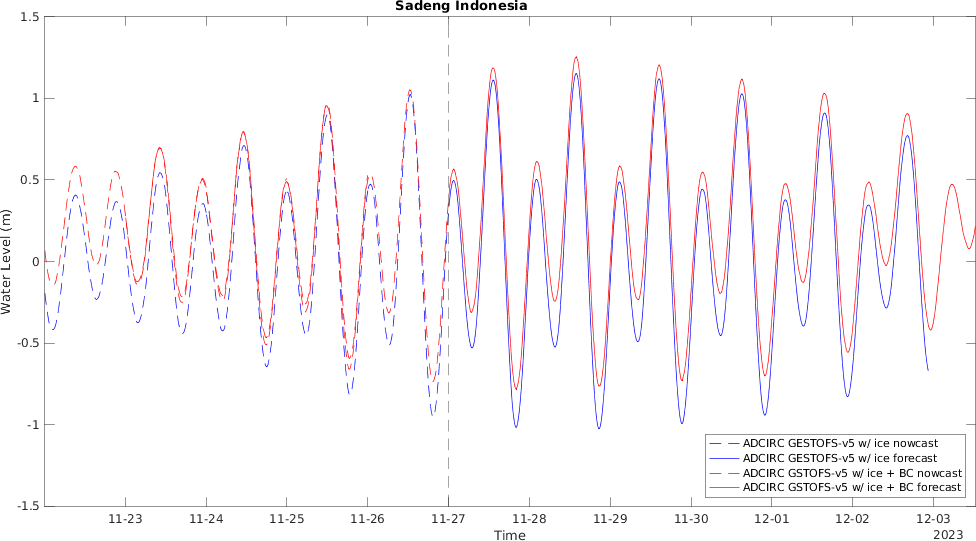 Sadeng Indonesia
1.5
1
0.5
0
-0.5
-1
-1.5
Water Level (m)
11-23 11-24 11-25 11-26 11-27 11-28 11-29 11-30 12-01 12-02 12-03
Time
2023
ADCIRC GESTOFS-v5 w/ ice nowcast
ADCIRC GESTOFS-v5 w/ ice forecast
ADCIRC GSTOFS-v5 w/ ice + BC nowcast
ADCIRC GSTOFS-v5 w/ ice + BC forecast